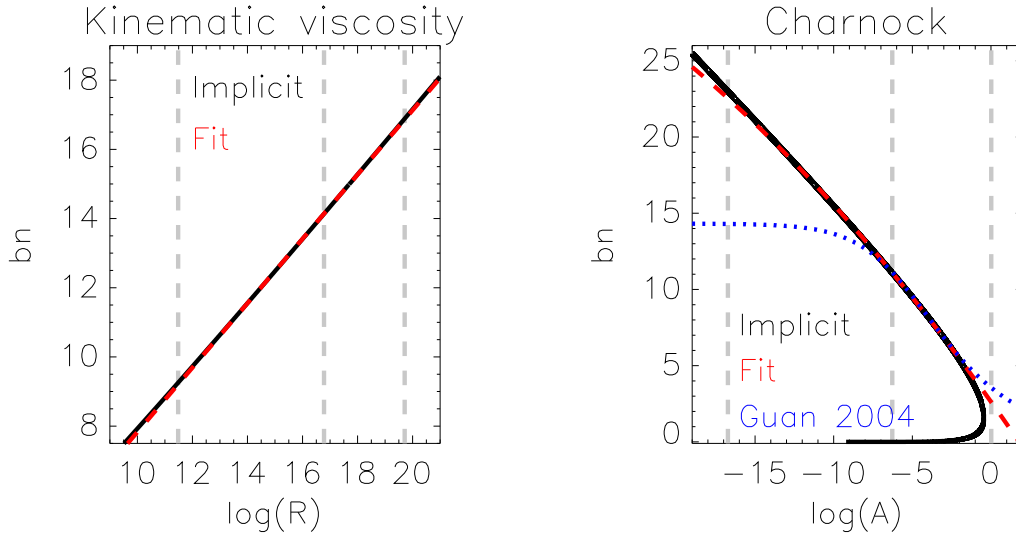 Kinematic viscosity
18
16
14
12
10
8
bn
Implicit
Fit
10 12 14 16 18 20
log(R)
Charnock
25
20
15
10
5
0
bn
Implicit
Fit
Guan 2004
−15 −10 −5 0
log(A)